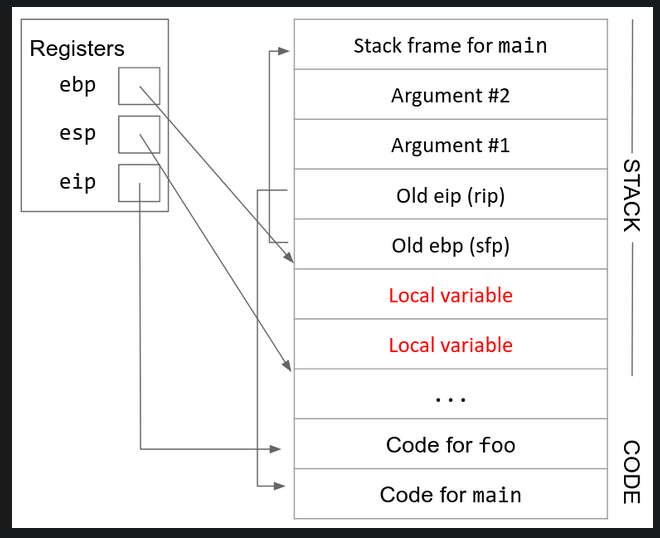 Registers
ebp
esp
eip
Stack frame for main
Argument #2
Argument #1
Old eip (rip)
Old ebp (sfp)
Local variable
Local variable
...
Code for foo
Code for main
STACK
CODE